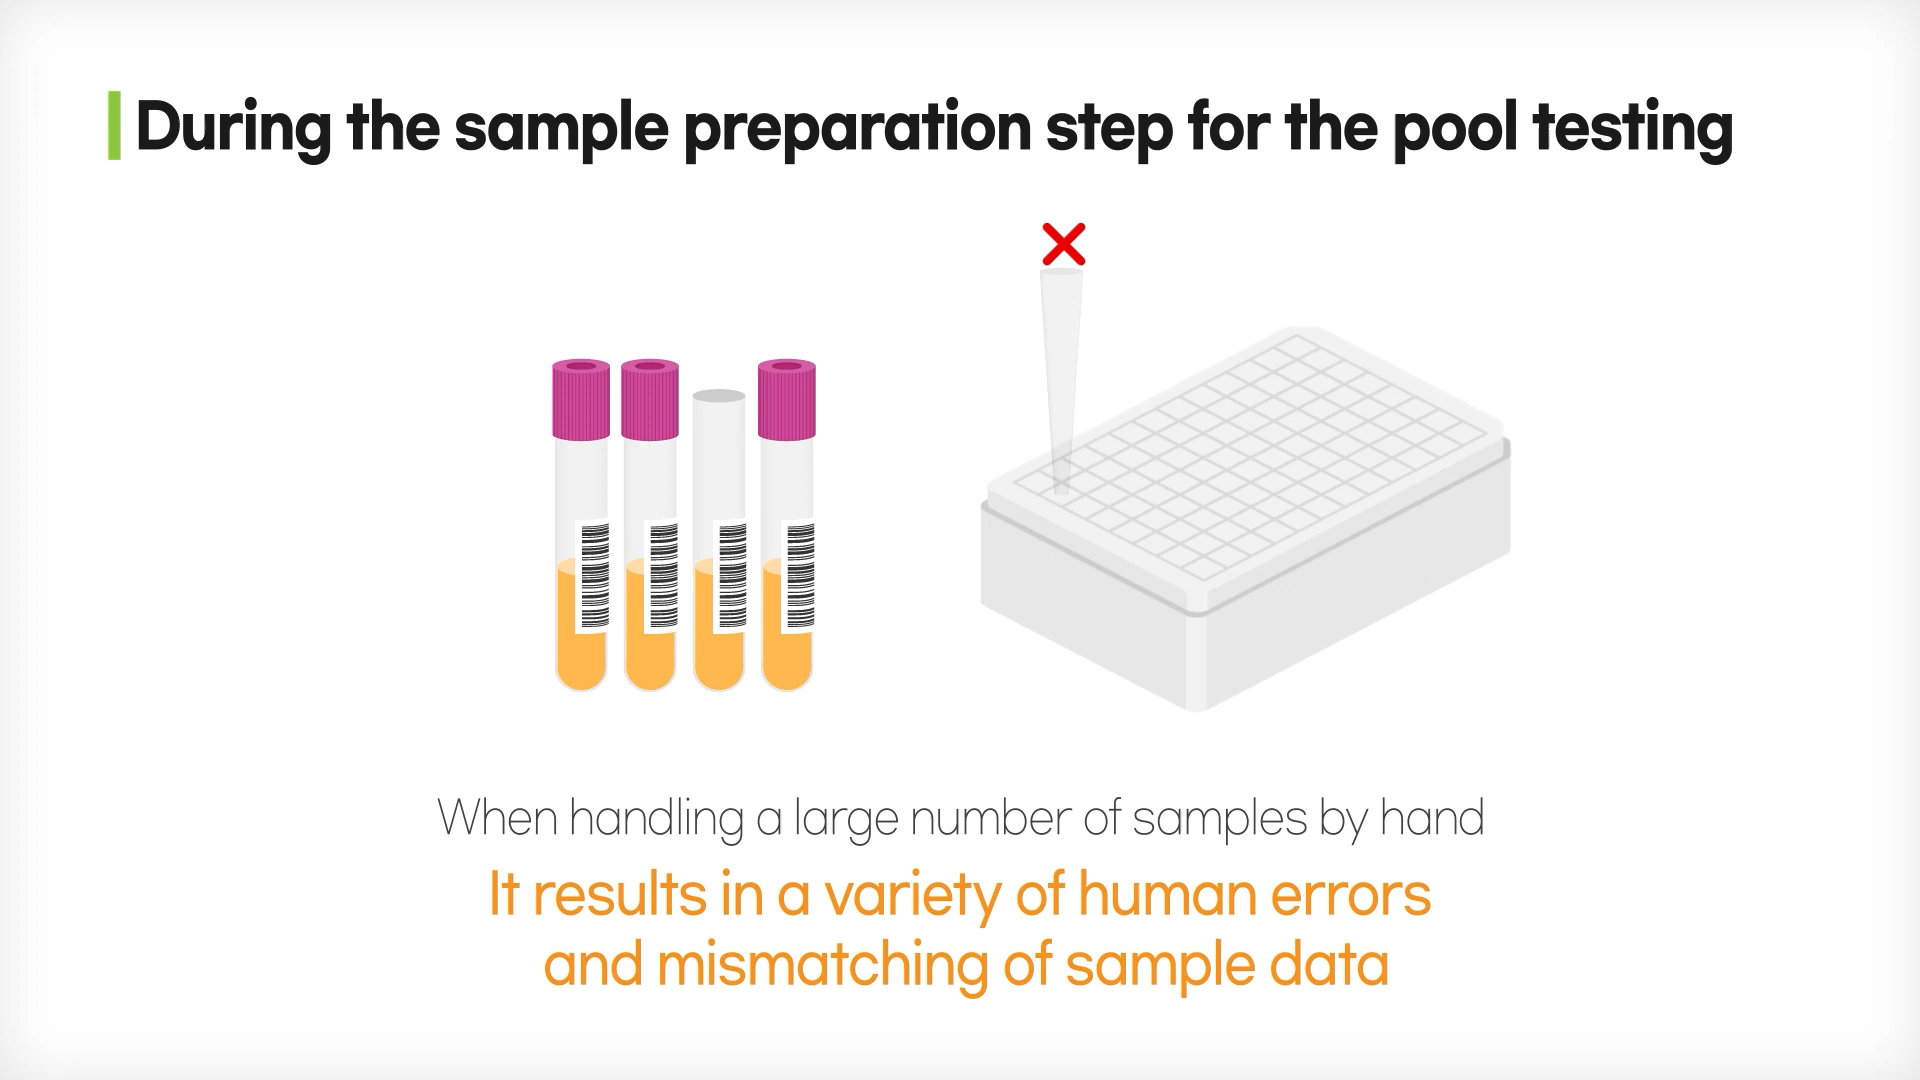 During the sample preparation step for the pool testing
When handling a large number of samples by hand
It results in a variety of human errors
and mismatching of sample data